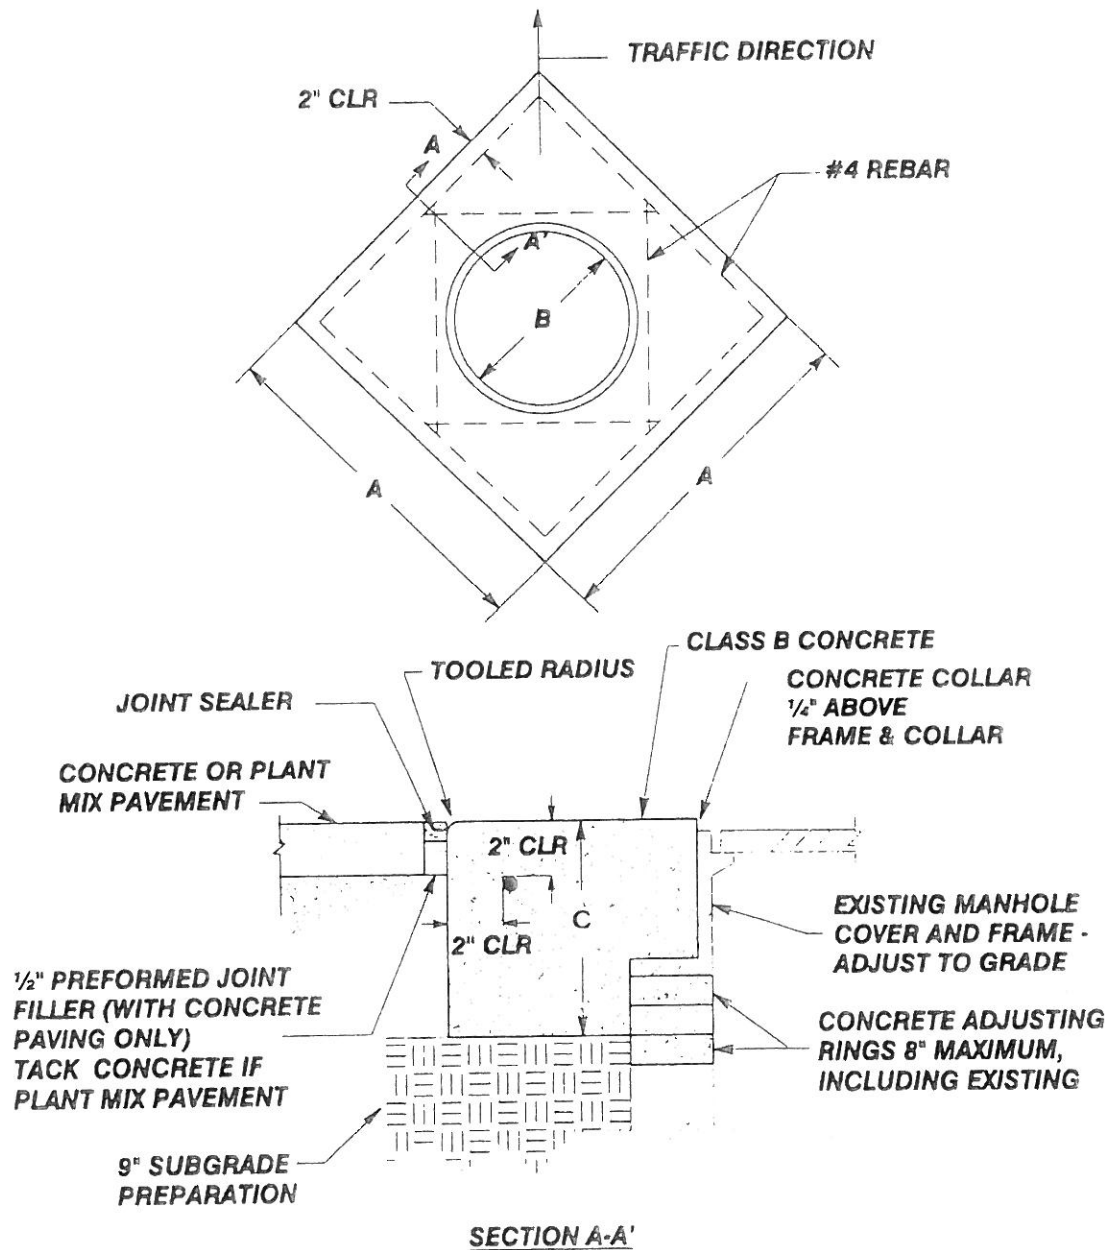 TRAFFIC DIRECTION
2" CLR
A
#4 REBAR
A'
B
A
A
CLASS B CONCRETE
TOOLED RADIUS
CONCRETE COLLAR
¼" ABOVE
FRAME & COLLAR
JOINT SEALER
CONCRETE OR PLANT
MIX PAVEMENT
2" CLR
C
2" CLR
EXISTING MANHOLE
COVER AND FRAME -
ADJUST TO GRADE
½" PREFORMED JOINT
FILLER (WITH CONCRETE
PAVING ONLY)
TACK CONCRETE IF
PLANT MIX PAVEMENT
CONCRETE ADJUSTING
RINGS 8" MAXIMUM,
INCLUDING EXISTING
9" SUBGRADE
PREPARATION
SECTION A-A'